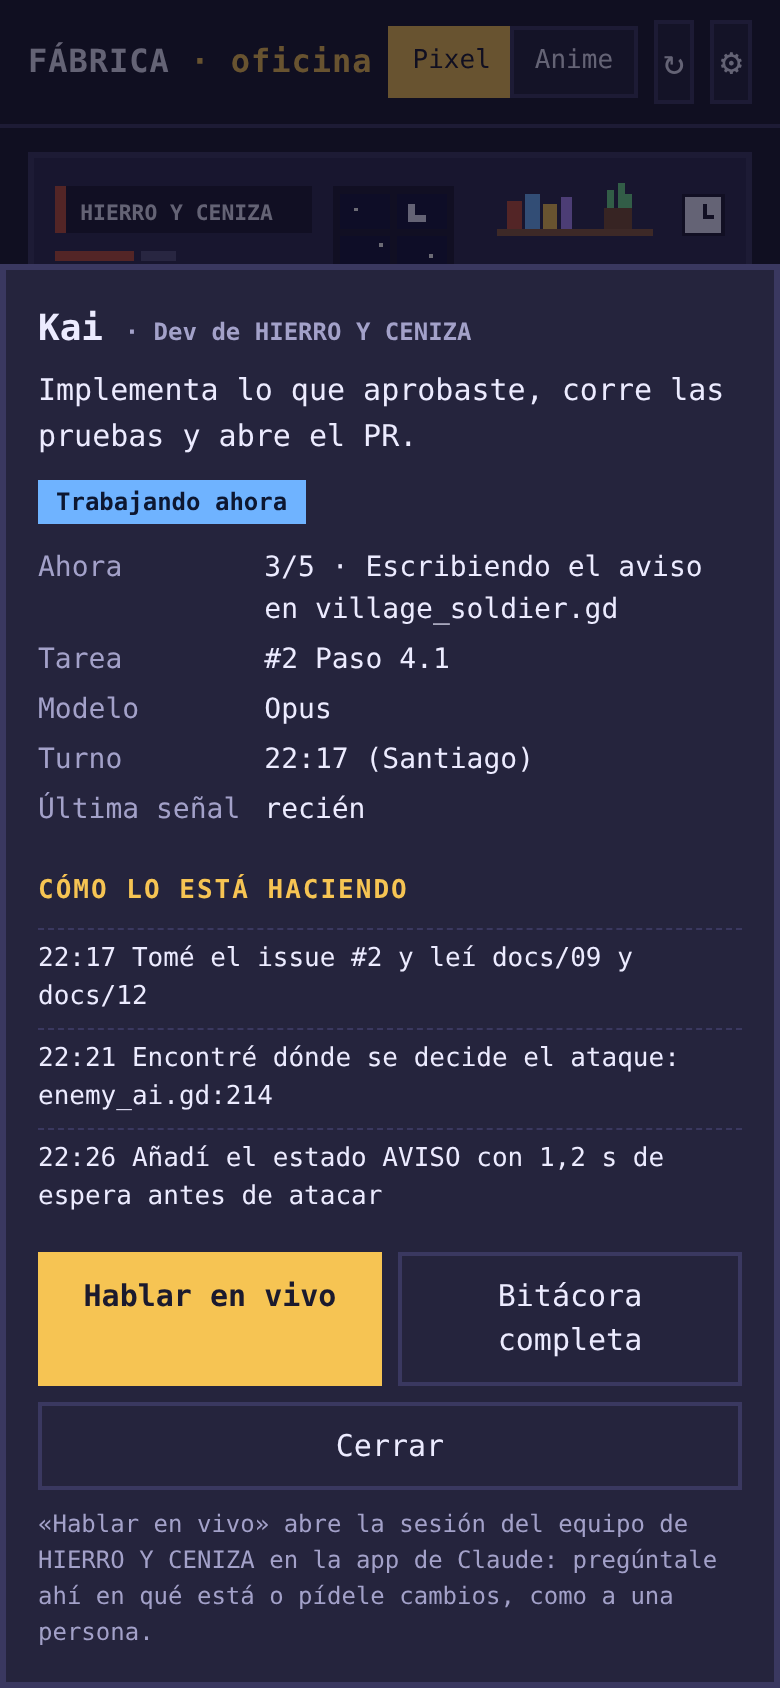 FÁBRICA · oficina Pixel Anime ↻ ⚙
HIERRO Y CENIZA
Kai · Dev de HIERRO Y CENIZA
Implementa lo que aprobaste, corre las
pruebas y abre el PR.
Trabajando ahora
Ahora 3/5 · Escribiendo el aviso
en village_soldier.gd
Tarea #2 Paso 4.1
Modelo Opus
Turno 22:17 (Santiago)
Última señal recién
CÓMO LO ESTÁ HACIENDO
22:17 Tomé el issue #2 y leí docs/09 y
docs/12
22:21 Encontré dónde se decide el ataque:
enemy_ai.gd:214
22:26 Añadí el estado AVISO con 1,2 s de
espera antes de atacar
Hablar en vivo
Bitácora
completa
Cerrar
«Hablar en vivo» abre la sesión del equipo de
HIERRO Y CENIZA en la app de Claude: pregúntale
ahí en qué está o pídele cambios, como a una
persona.